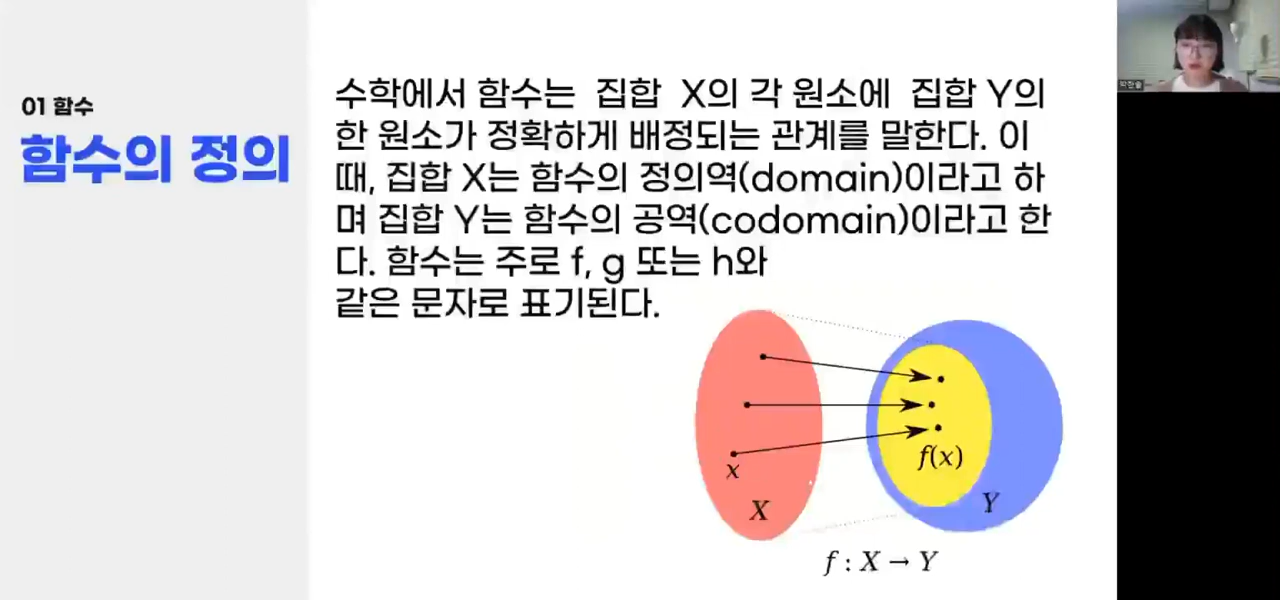 01 함수
함수의 정의
수학에서 함수는 집합 X의 각 원소에 집합 Y의
한 원소가 정확하게 배정되는 관계를 말한다. 이
때, 집합 X는 함수의 정의역(domain)이라고 하
며 집합 Y는 함수의 공역(codomain)이라고 한
다. 함수는 주로 f, g 또는 h와
같은 문자로 표기된다.
x
f(x)
X
Y
f : X → Y